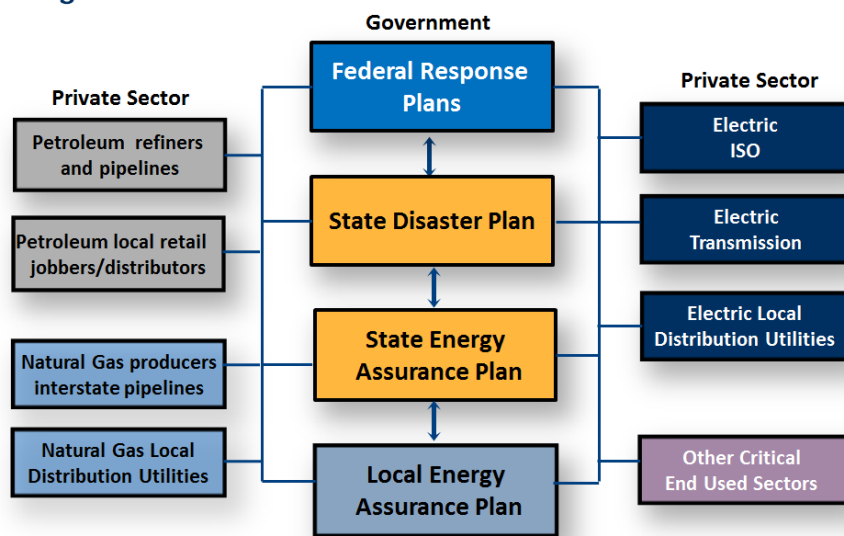 Government
Federal Response
Plans
Private Sector
Petroleum refiners
and pipelines
Petroleum local retail
jobbers/distributors
Natural Gas producers
interstate pipelines
Natural Gas Local
Distribution Utilities
State Disaster Plan
State Energy
Assurance Plan
Local Energy
Assurance Plan
Private Sector
Electric
ISO
Electric
Transmission
Electric Local
Distribution Utilities
Other Critical
End Used Sectors